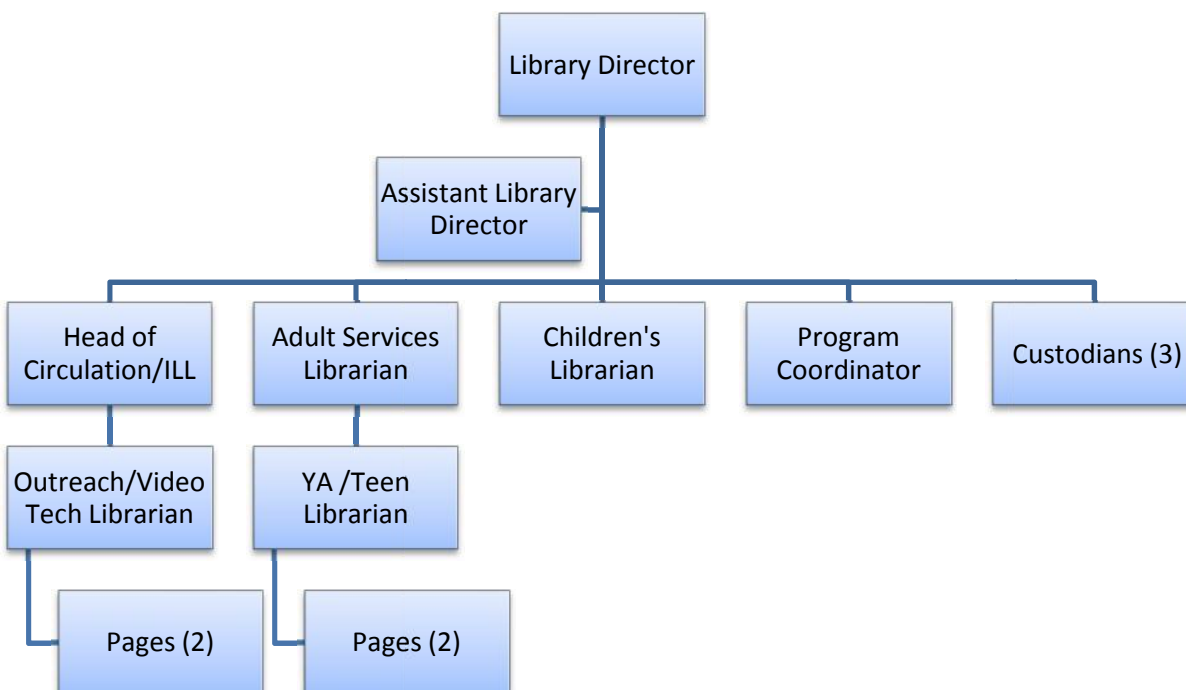 Library Director
Assistant Library
Director
Head of
Circulation/ILL
Adult Services
Librarian
Children's
Librarian
Program
Coordinator
Custodians (3)
Outreach/Video
Tech Librarian
YA /Teen
Librarian
Pages (2)
Pages (2)